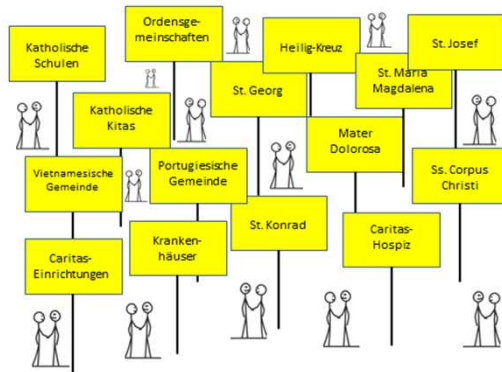 Ordensge-
meinschaften
Katholische
Schulen
Heilig-Kreuz
St. Josef
St. Georg
St. Maria
Magdalena
Katholische
Kitas
Mater
Dolorosa
Vietnamesische
Gemeinde
Portugiesische
Gemeinde
Ss. Corpus
Christi
St. Konrad
Caritas-
Hospiz
Kranken-
häuser
Caritas-
Einrichtungen